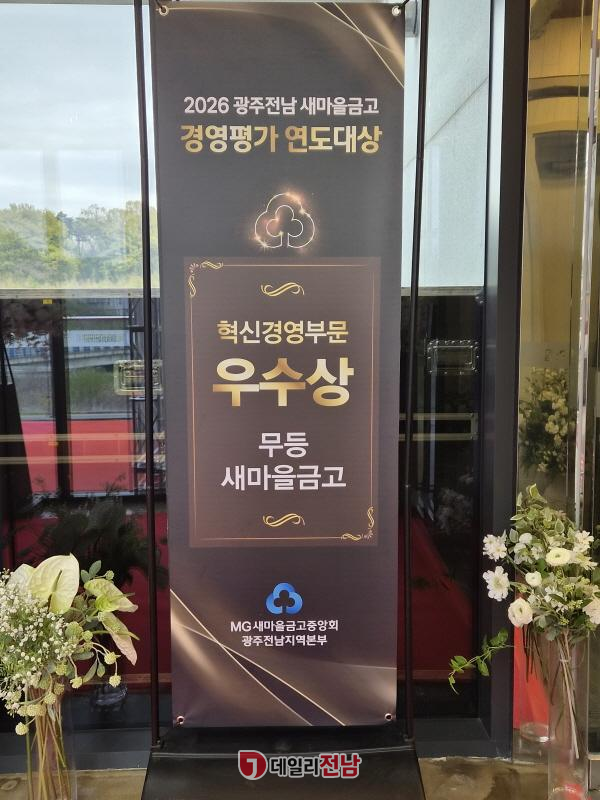 2026 광주전남 새마을금고
경영평가 연도대상
혁신경영부문
우수상
무등
새마을금고
MG새마을금고중앙회
광주전남지역본부
데일리전남